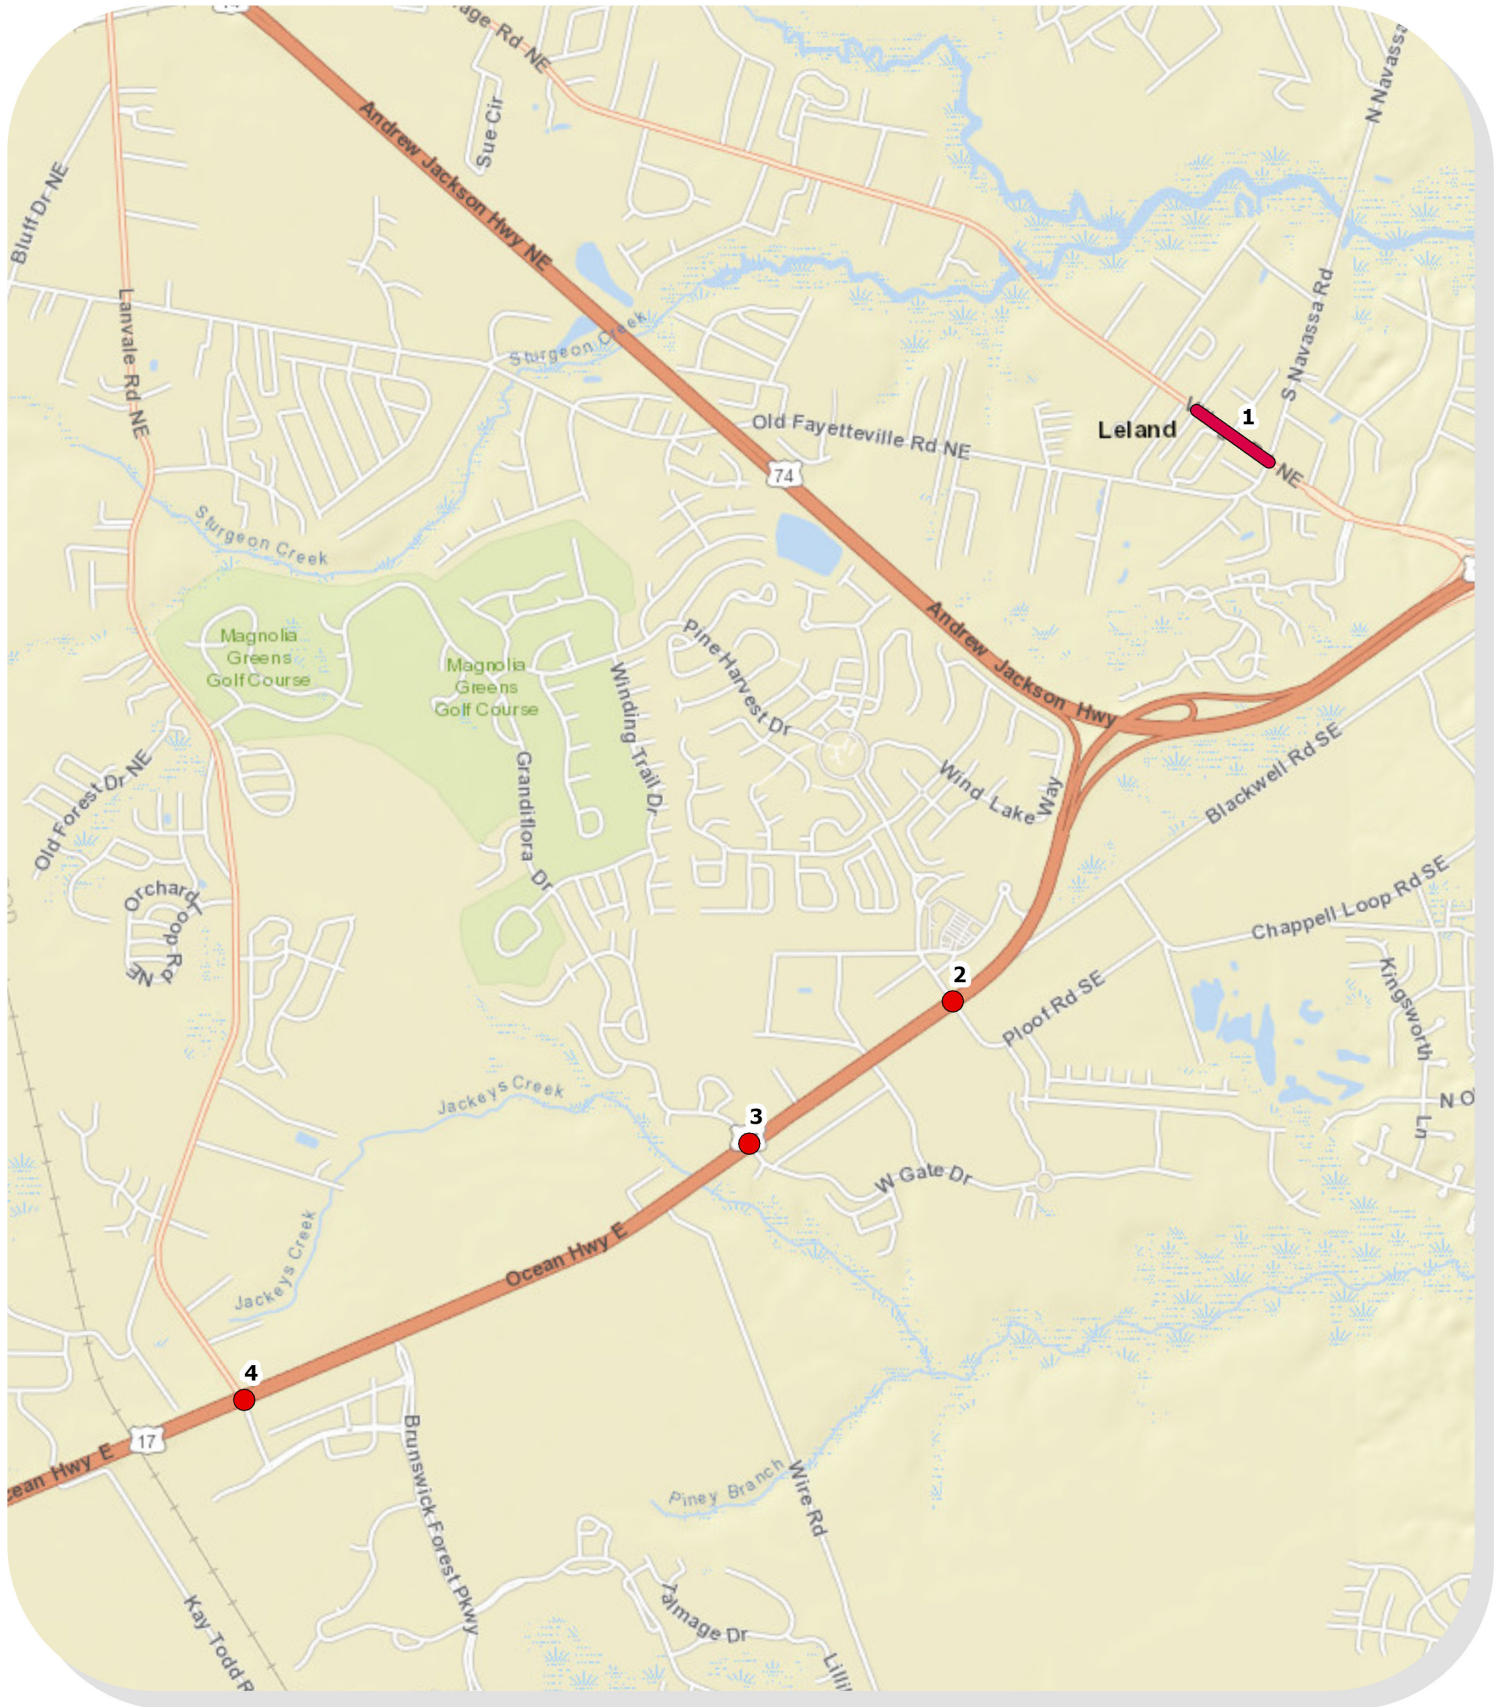 age Rd NE
N Navassa
Andrew Jackson Hwy NE
Sue Cir
Bluff Dr NE
Lanvale Rd NE
Sturgeon Creek
S Navassa Rd
Old Fayetteville Rd NE
Leland
1
NE
74
Sturgeon Creek
Magnolia
Greens
Golf Course
Magnolia
Greens
Golf Course
Pine Harvest Dr
Andrew Jackson Hwy
Winding Trail Dr
Grandiflora Dr
Wind Lake Way
Blackwell Rd SE
Old Forest Dr NE
Orchard Loop Rd NE
Chappell Loop Rd SE
Kingsworth Ln
2
Ploof Rd SE
Jackeys Creek
N O
3
W Gate Dr
Jackeys Creek
Ocean Hwy E
4
17
cean Hwy E
Brunswick Forest Pkwy
Piney Branch
Wire Rd
Kay Todd R
Talmage Dr
Lilli